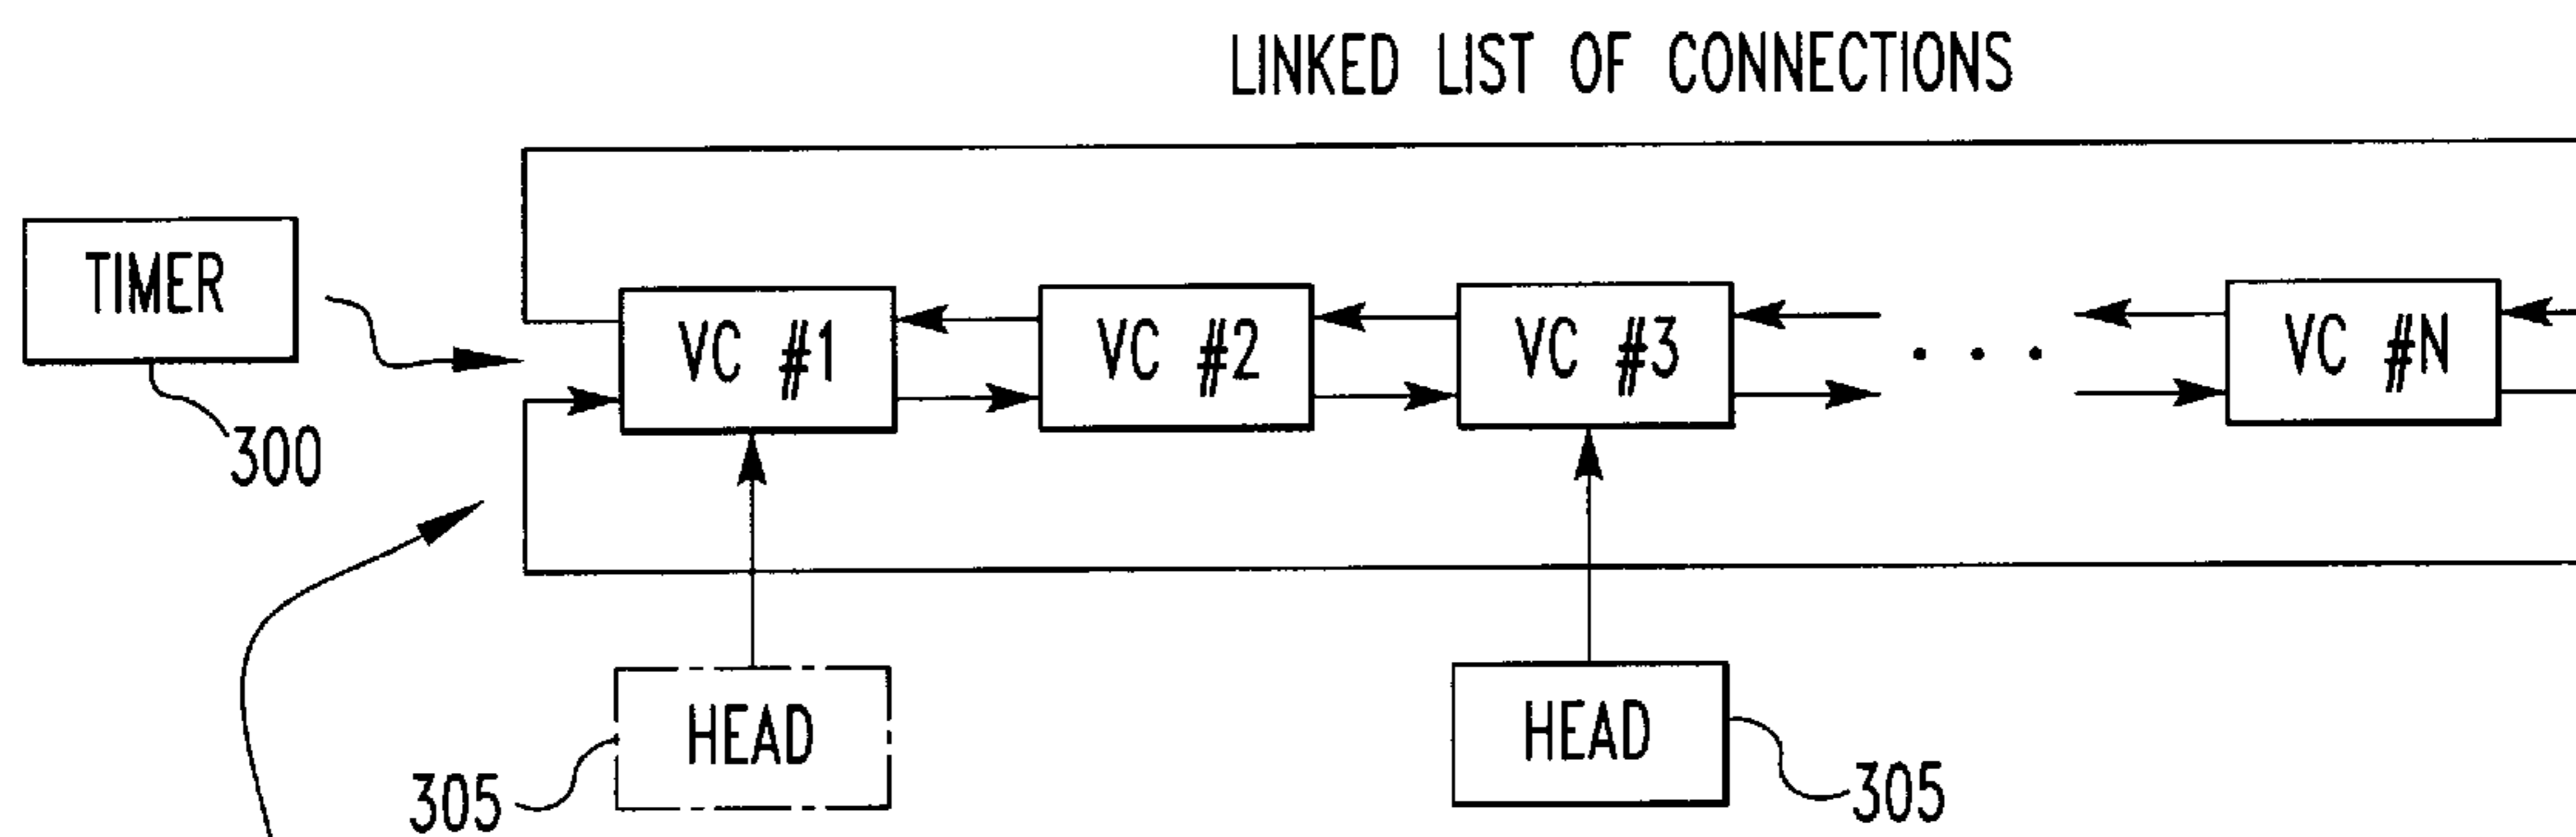 LINKED LIST OF CONNECTIONS
TIMER
300
VC #1
VC #2
VC #3
. . .
VC #N
HEAD
305
HEAD
305